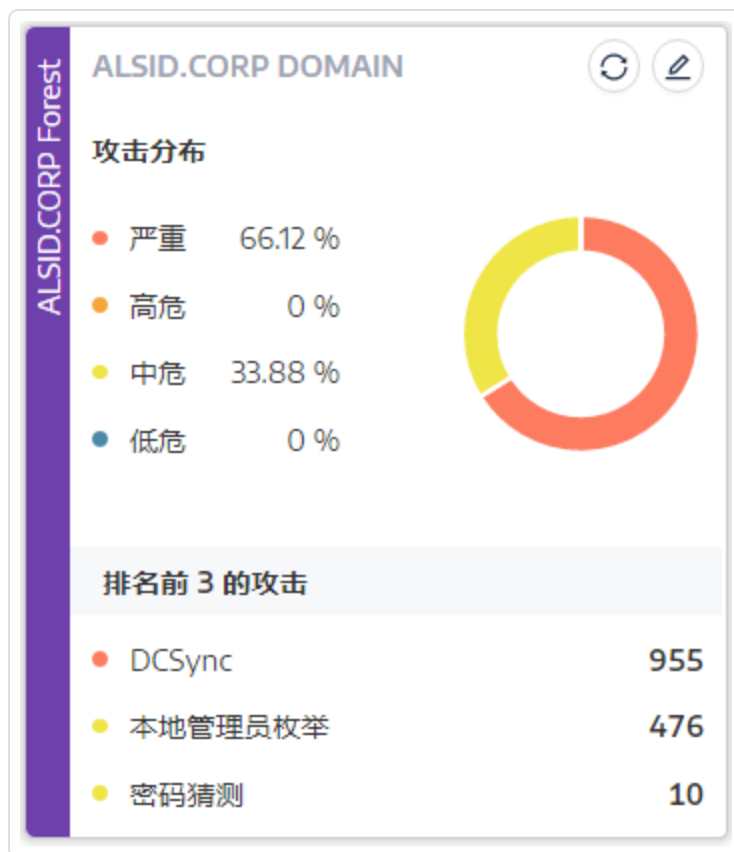 ALSID.CORP Forest
ALSID.CORP DOMAIN
攻击分布
严重 66.12 %
高危 0 %
中危 33.88 %
低危 0 %
排名前 3 的攻击
DCSync 955
本地管理员枚举 476
密码猜测 10